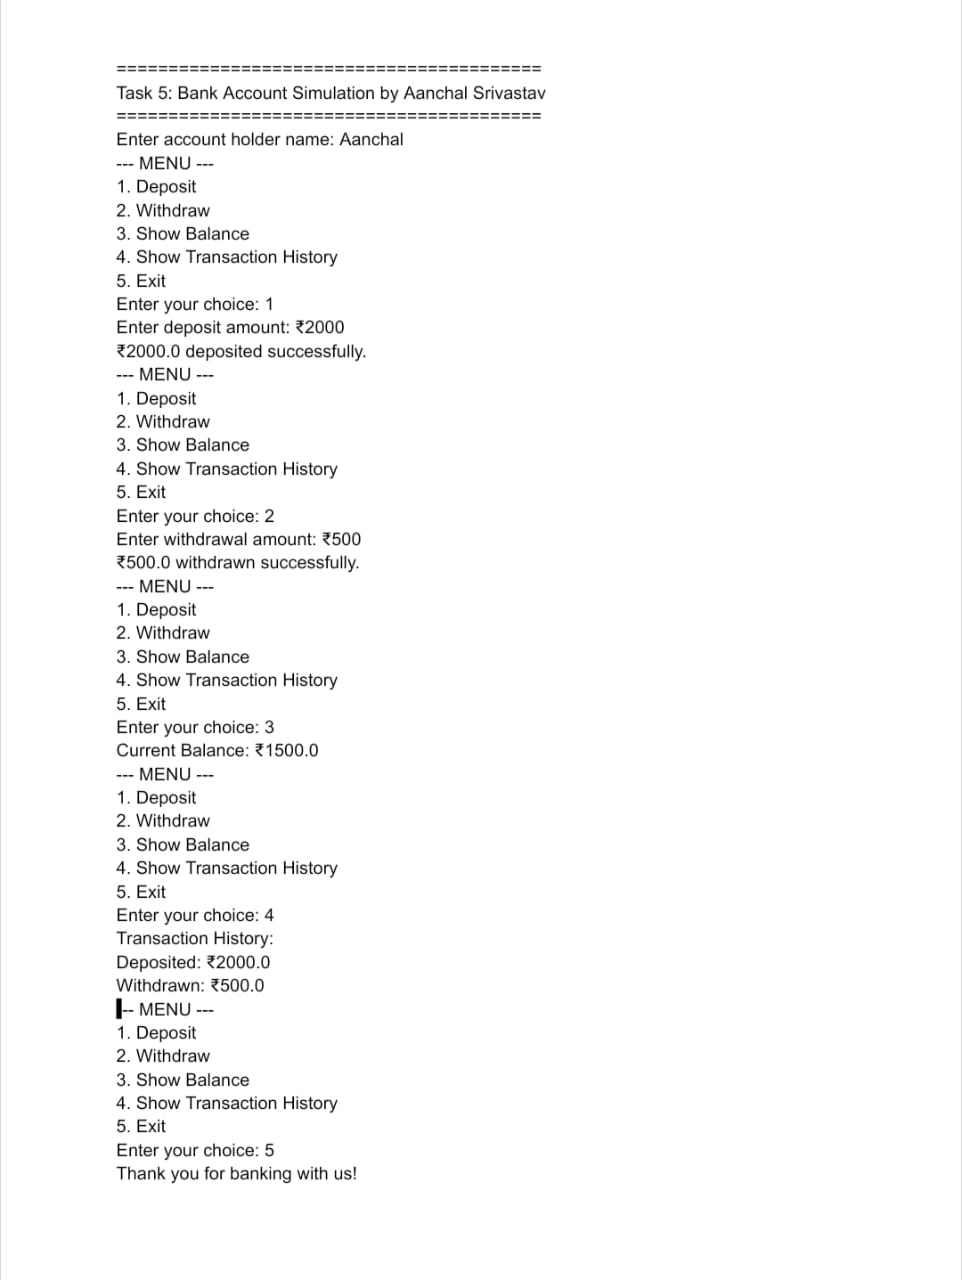 =========================================
Task 5: Bank Account Simulation by Aanchal Srivastav
=========================================
Enter account holder name: Aanchal
--- MENU ---
1. Deposit
2. Withdraw
3. Show Balance
4. Show Transaction History
5. Exit
Enter your choice: 1
Enter deposit amount: ₹2000
₹2000.0 deposited successfully.
--- MENU ---
1. Deposit
2. Withdraw
3. Show Balance
4. Show Transaction History
5. Exit
Enter your choice: 2
Enter withdrawal amount: ₹500
₹500.0 withdrawn successfully.
--- MENU ---
1. Deposit
2. Withdraw
3. Show Balance
4. Show Transaction History
5. Exit
Enter your choice: 3
Current Balance: ₹1500.0
--- MENU ---
1. Deposit
2. Withdraw
3. Show Balance
4. Show Transaction History
5. Exit
Enter your choice: 4
Transaction History:
Deposited: ₹2000.0
Withdrawn: ₹500.0
-- MENU ---
1. Deposit
2. Withdraw
3. Show Balance
4. Show Transaction History
5. Exit
Enter your choice: 5
Thank you for banking with us!